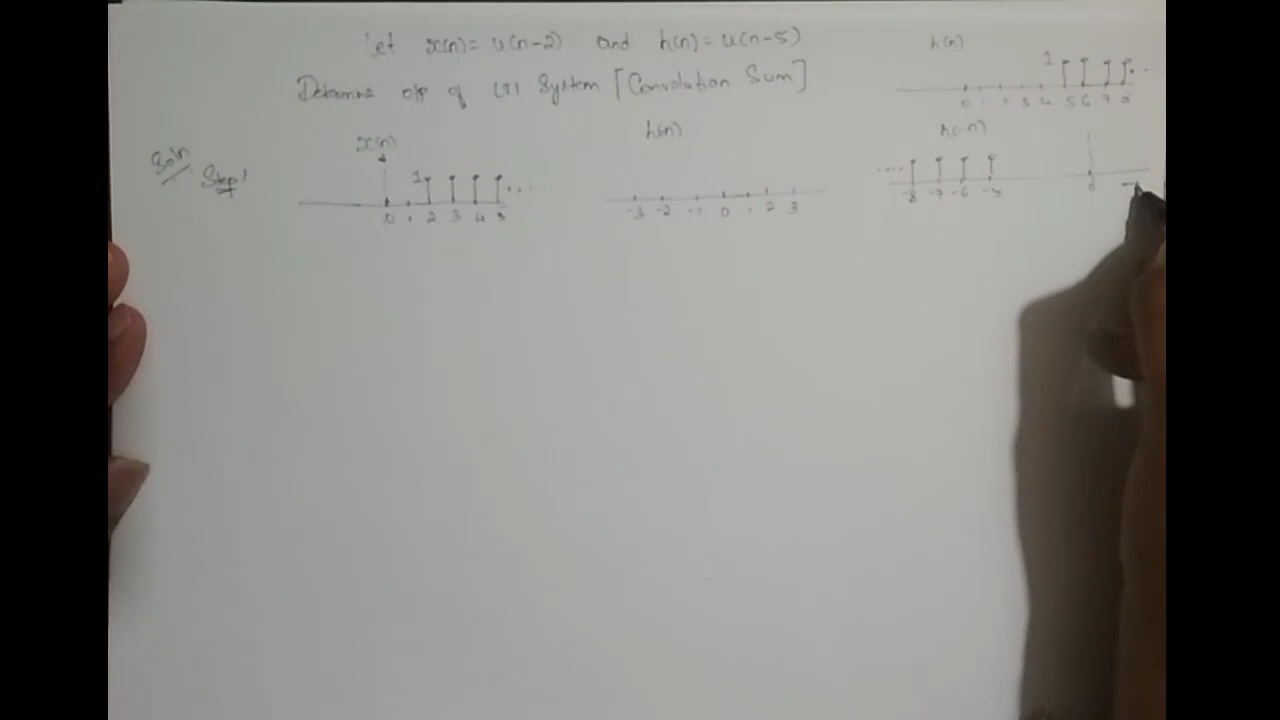 Let x(n) = u(n-2) and h(n) = u(n-5)
Determine o/p of LTI System [Convolution Sum]
h(n)
1
0 1 2 3 4 5 6 7 8
Soln
Step 1
x(n)
1
0 1 2 3 4 5
h(n)
-3 -2 -1 0 1 2 3
h(-n)
-8 -7 -6 -5 0